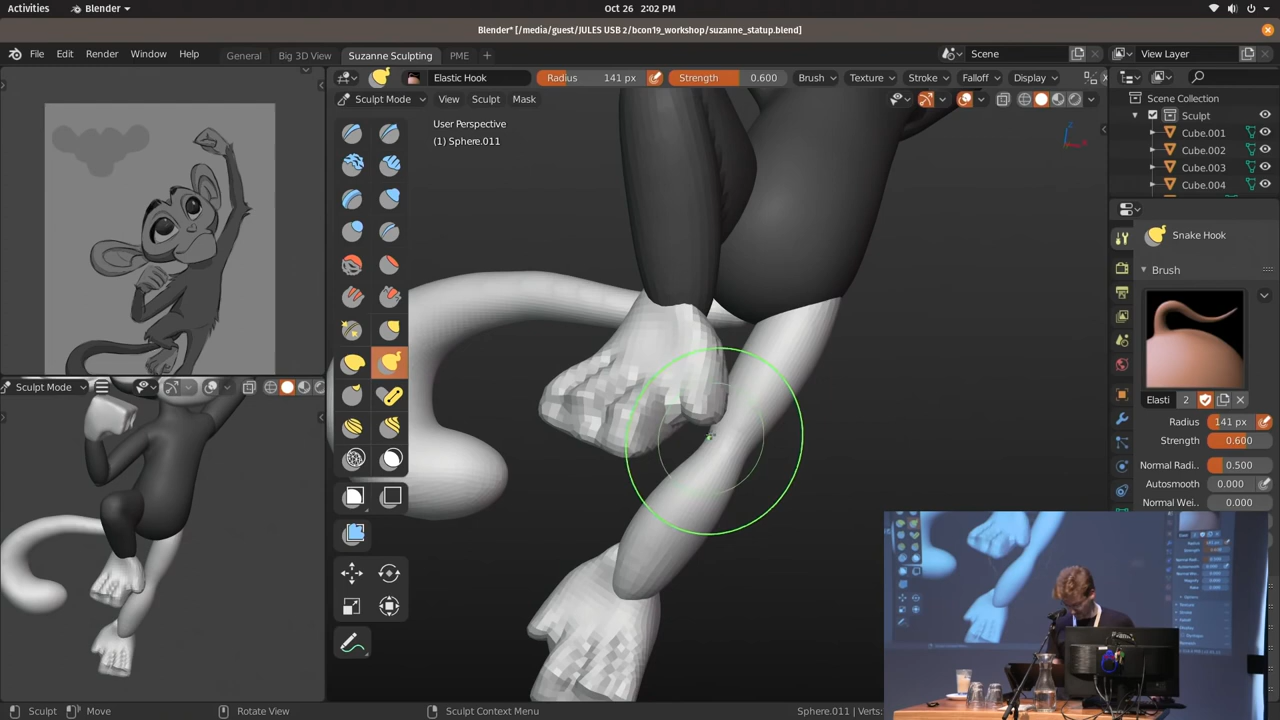 Activities
Blender
Oct 26 2:02 PM
Blender* [/media/guest/JULES USB 2/bcon19_workshop/suzanne_statup.blend]
File Edit Render Window Help
General Big 3D View Suzanne Sculpting PME +
Scene
View Layer
Elastic Hook
Radius 141 px
Strength 0.600
Brush Texture Stroke Falloff Display
Sculpt Mode View Sculpt Mask
User Perspective
(1) Sphere.011
Scene Collection
Sculpt
Cube.001
Cube.002
Cube.003
Cube.004
Snake Hook
Brush
Elasti 2
Radius 141 px
Strength 0.600
Normal Radi.. 0.500
Autosmooth 0.000
Normal Wei.. 0.000
Sculpt Mode
Sculpt Move Rotate View Sculpt Context Menu
Sphere.011 | Verts: